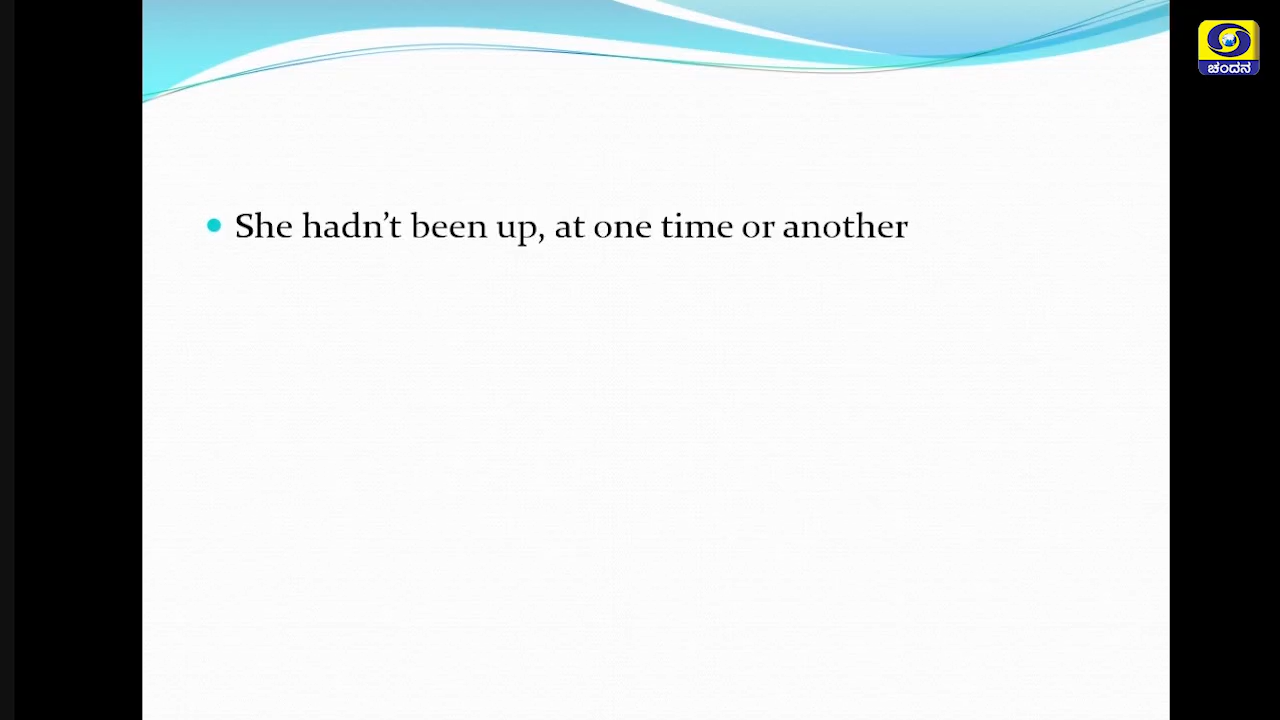 ಚಂದನ
She hadn’t been up, at one time or another